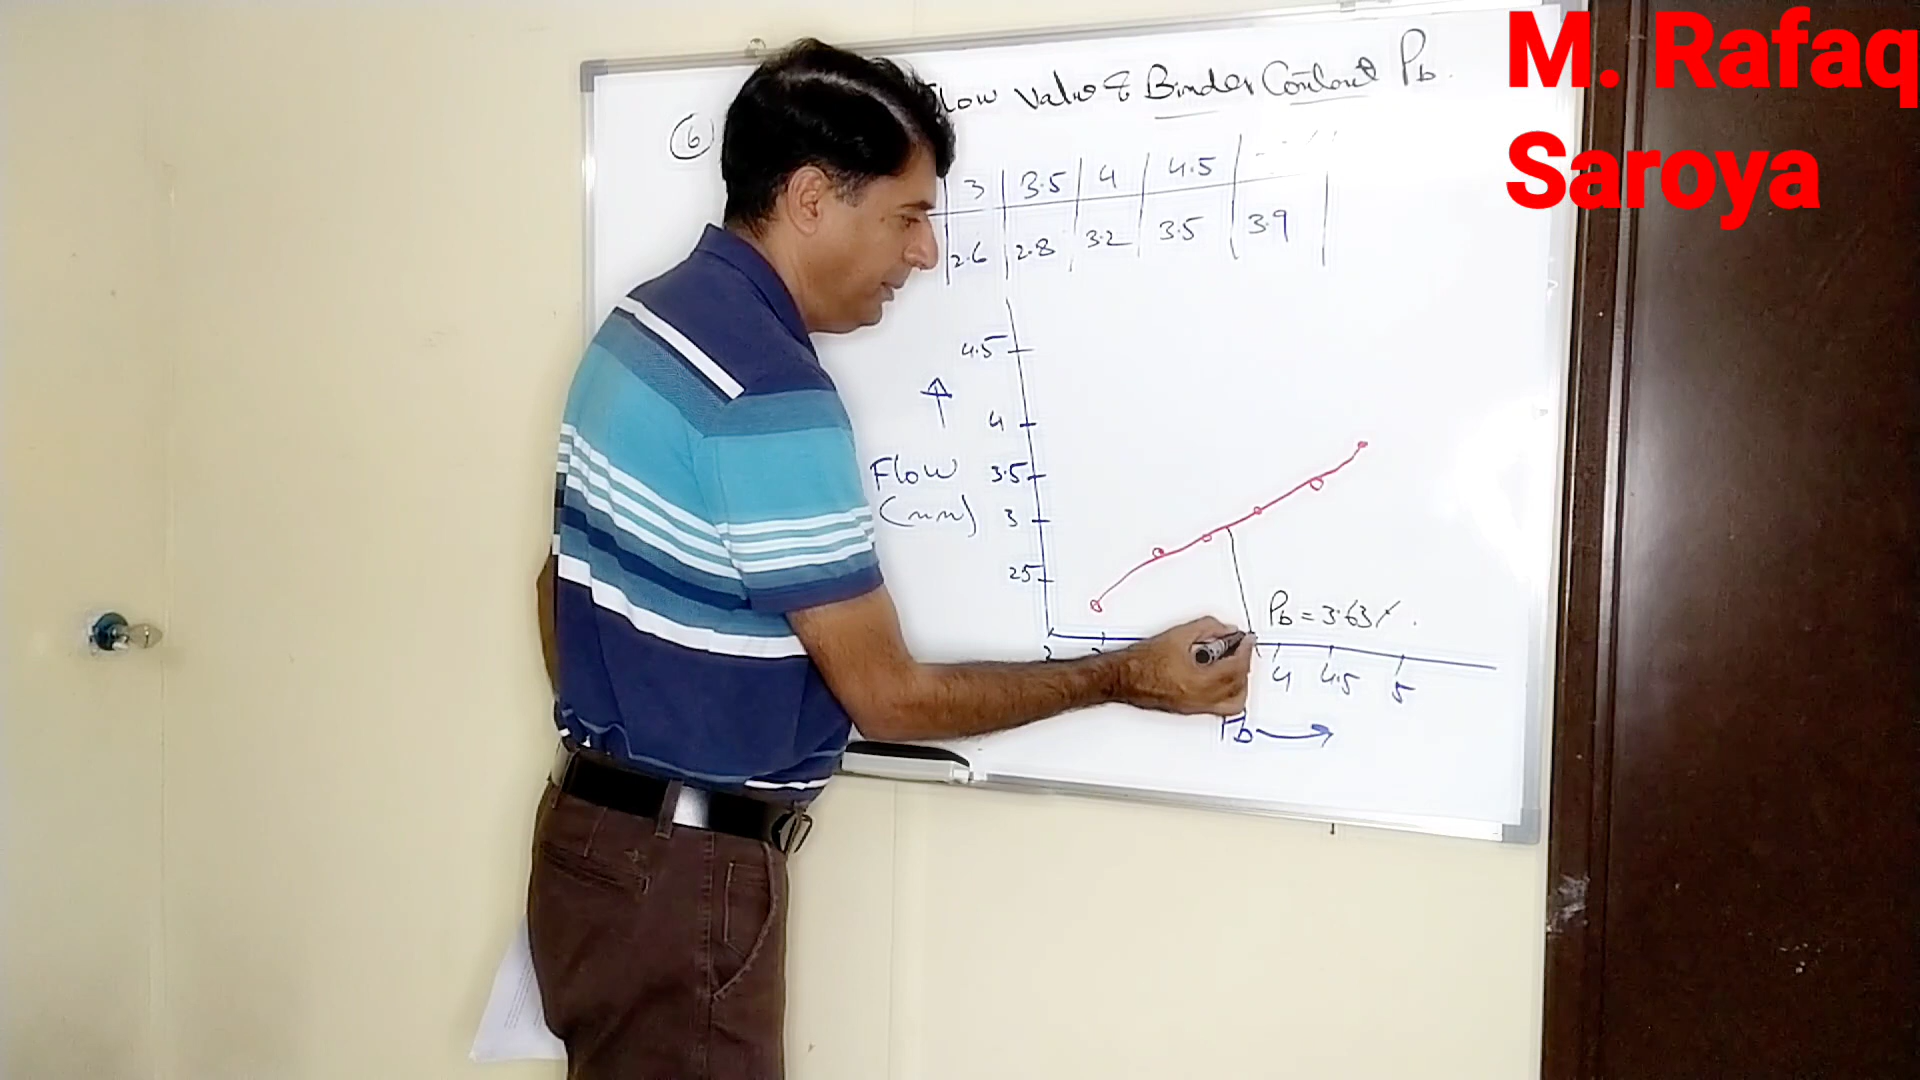 M. Rafaq
Saroya
Flow Value & Binder Content Pb.
6
3 3.5 4 4.5
2.6 2.8 3.2 3.5 3.9
4.5
4
Flow 3.5
(mm) 3
25
Pb = 3.63%.
4 4.5 5
Pb